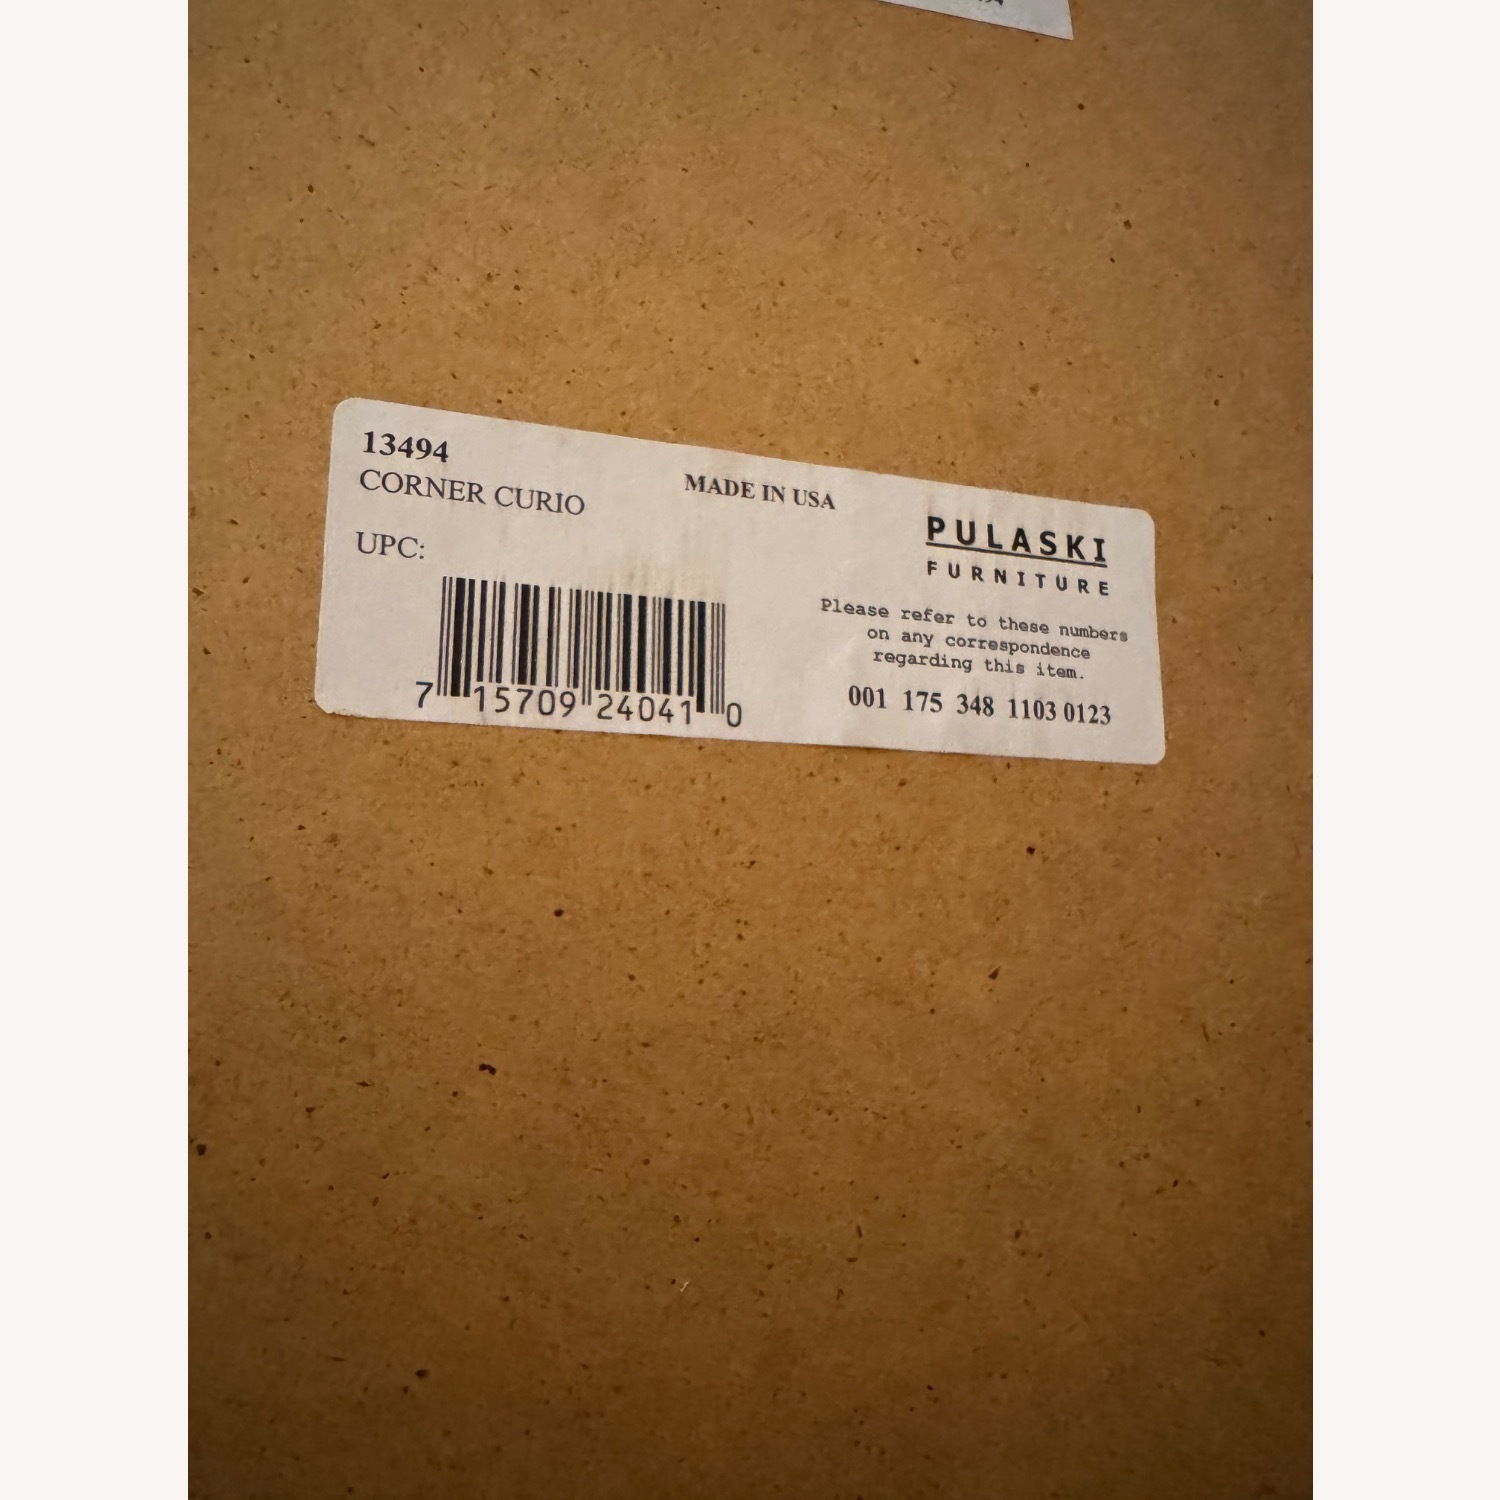 13494
CORNER CURIO
MADE IN USA
UPC:
7 15709 24041 0
PULASKI
FURNITURE
Please refer to these numbers
on any correspondence
regarding this item.
001 175 348 1103 0123